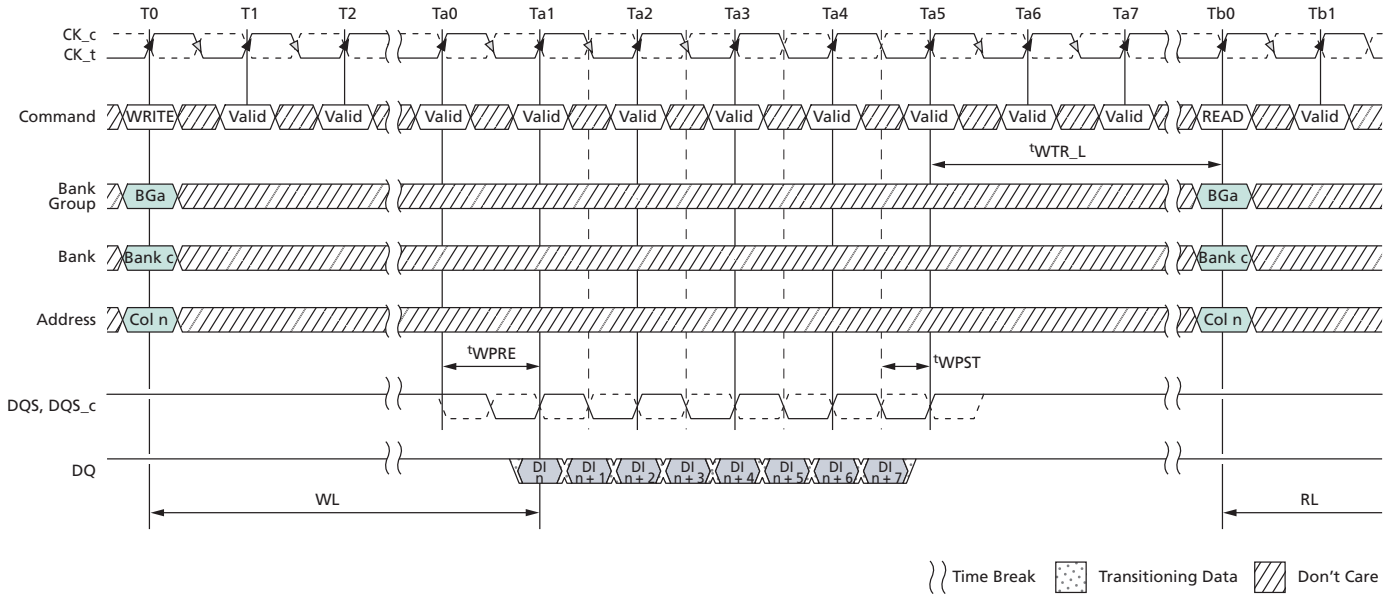 T0 T1 T2 Ta0 Ta1 Ta2 Ta3 Ta4 Ta5 Ta6 Ta7 Tb0 Tb1
CK_c
CK_t
Command WRITE Valid Valid Valid Valid Valid Valid Valid Valid Valid Valid READ Valid
tWTR_L
Bank
Group
BGa BGa
Bank Bank c Bank c
Address Col n Col n
tWPRE tWPST
DQS, DQS_c
DQ
DI DI DI DI DI DI DI DI
n n + 1 n + 2 n + 3 n + 4 n + 5 n + 6 n + 7
WL RL
Time Break Transitioning Data Don't Care